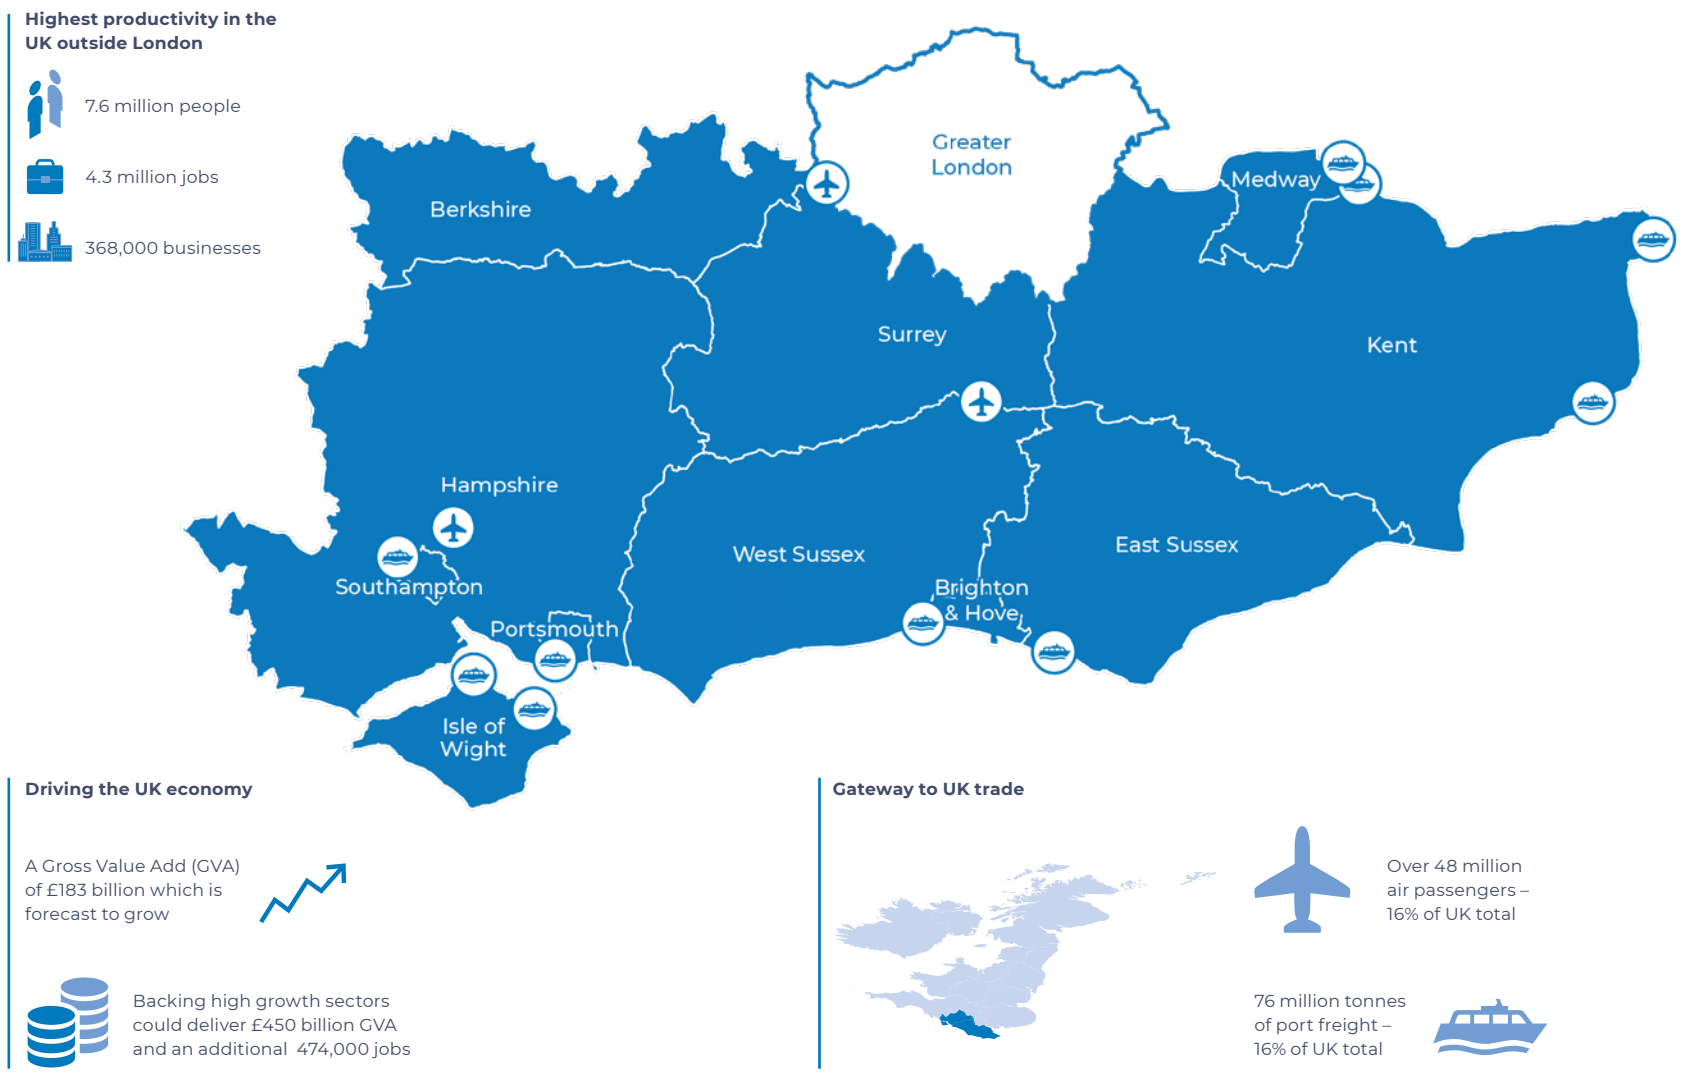 Highest productivity in the
UK outside London
7.6 million people
4.3 million jobs
368,000 businesses
Greater
London
Medway
Berkshire
Surrey
Kent
Hampshire
West Sussex
East Sussex
Southampton
Brighton
& Hove
Portsmouth
Isle of
Wight
Driving the UK economy
A Gross Value Add (GVA)
of £183 billion which is
forecast to grow
Backing high growth sectors
could deliver £450 billion GVA
and an additional  474,000 jobs
Gateway to UK trade
Over 48 million
air passengers –
16% of UK total
76 million tonnes
of port freight –
16% of UK total